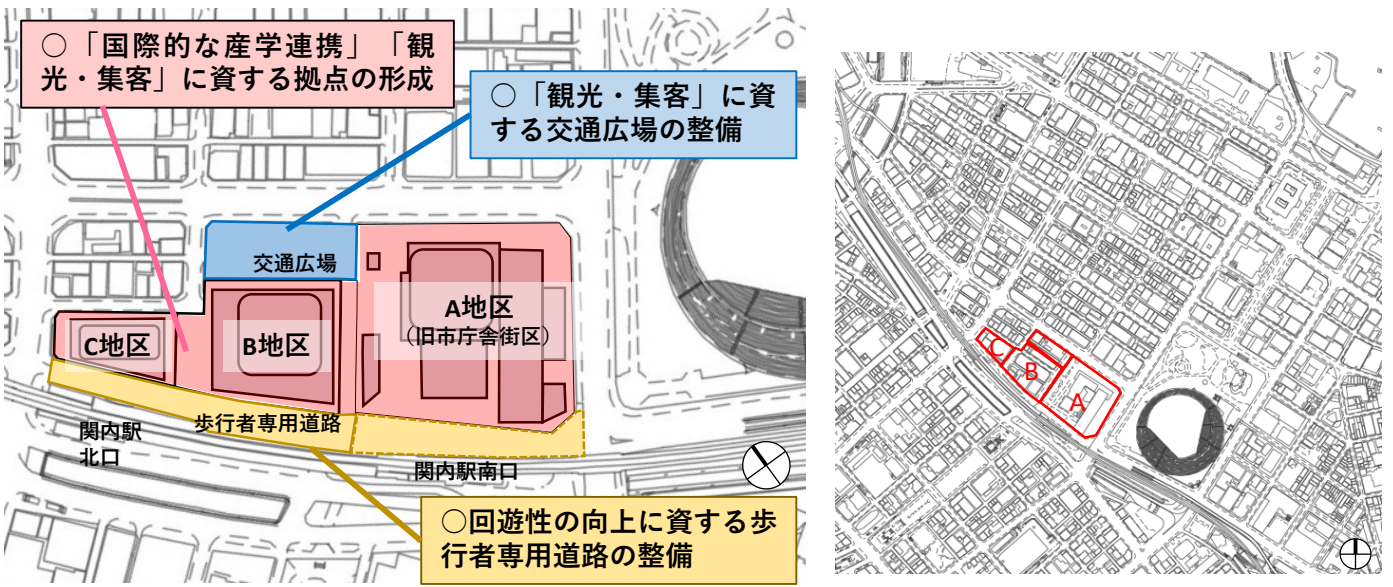 ○「国際的な産学連携」「観
光・集客」に資する拠点の形成
○「観光・集客」に資
する交通広場の整備
交通広場
A地区
（旧市庁舎街区）
B地区
C地区
歩行者専用道路
関内駅
北口
関内駅南口
○回遊性の向上に資する歩
行者専用道路の整備
C
B
A